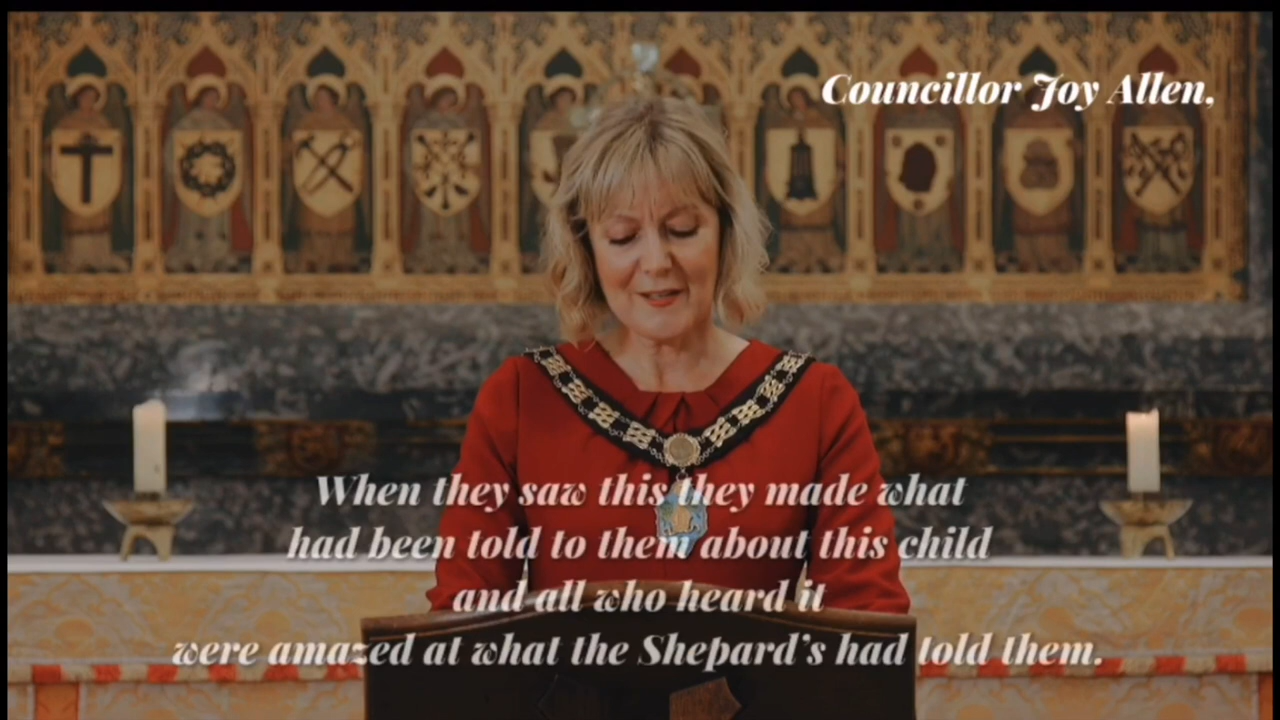 Councillor Joy Allen,
When they saw this they made what
had been told to them about this child
and all who heard it
were amazed at what the Shepard's had told them.